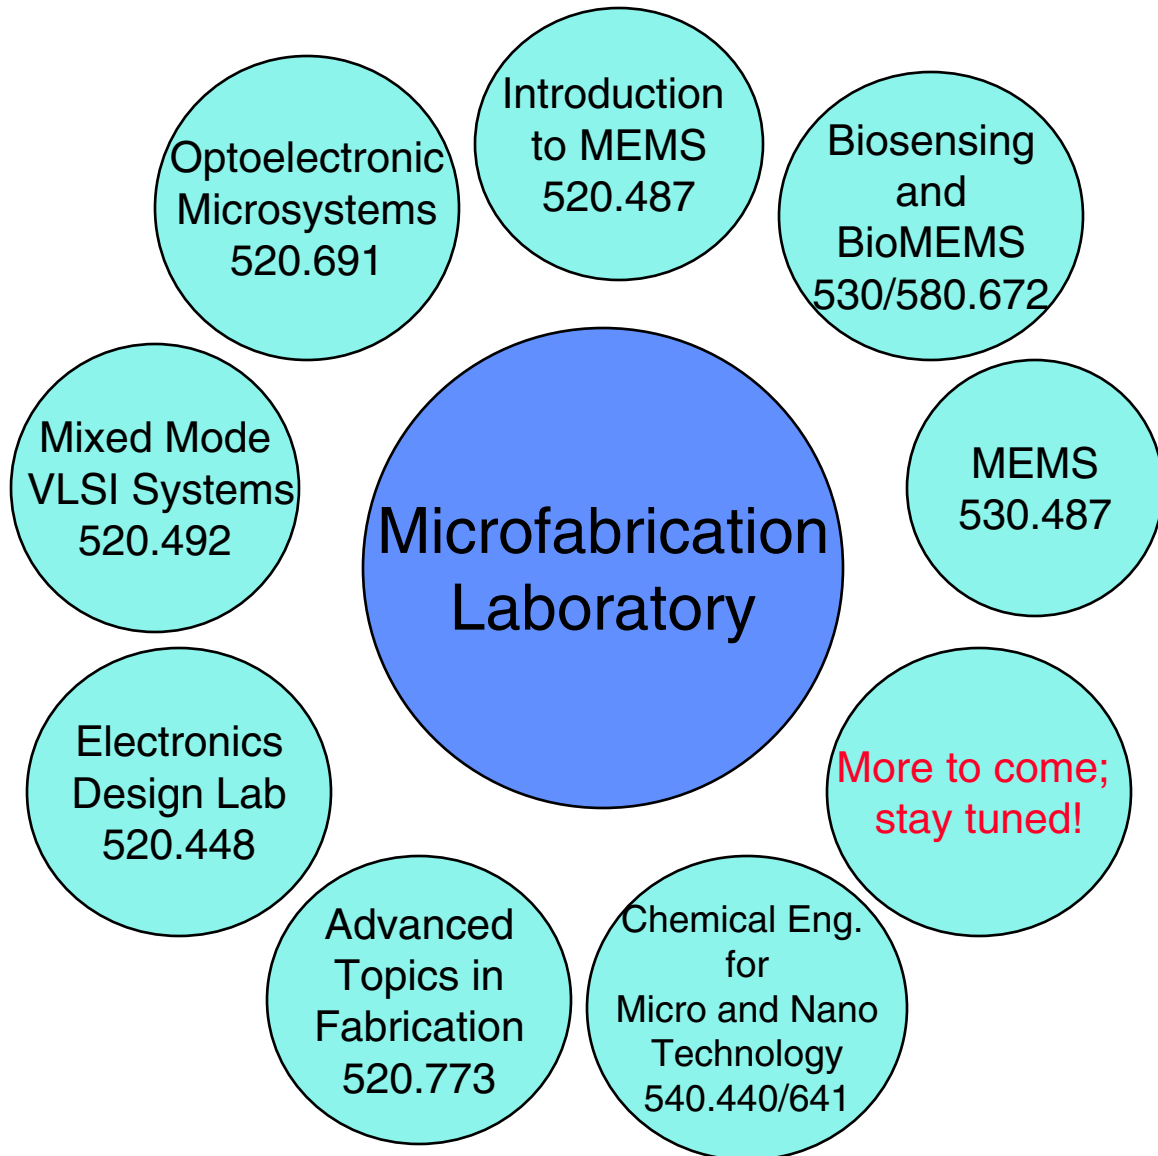 Introduction
to MEMS
520.487
Biosensing
and
BioMEMS
530/580.672
MEMS
530.487
More to come;
stay tuned!
Chemical Eng.
for
Micro and Nano
Technology
540.440/641
Advanced
Topics in
Fabrication
520.773
Electronics
Design Lab
520.448
Mixed Mode
VLSI Systems
520.492
Optoelectronic
Microsystems
520.691
Microfabrication
Laboratory